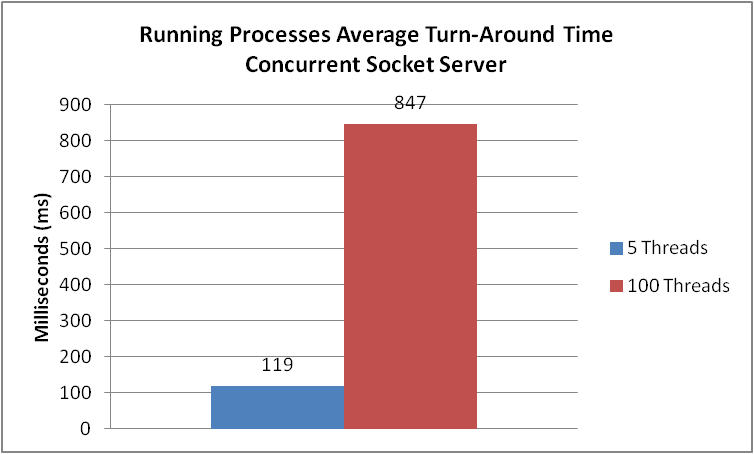 Running Processes Average Turn-Around Time
Concurrent Socket Server
Milliseconds (ms)
900
800
700
600
500
400
300
200
100
0
119
847
5 Threads
100 Threads